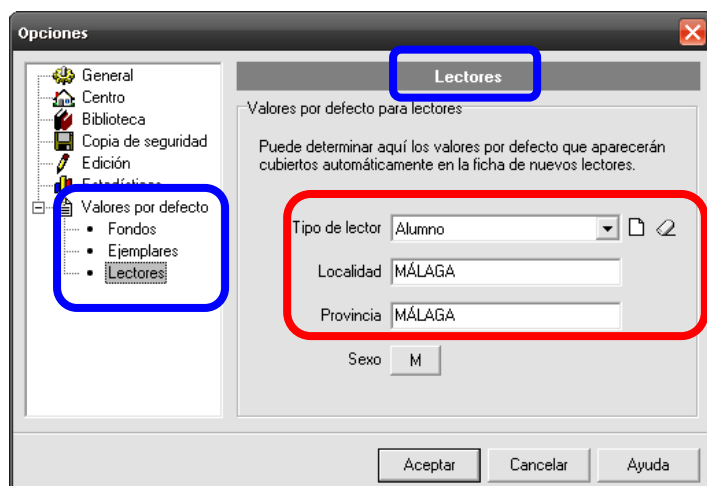 Opciones
General
Centro
Biblioteca
Copia de seguridad
Edición
Estadísticas
Valores por defecto
Fondos
Ejemplares
Lectores
Lectores
Valores por defecto para lectores
Puede determinar aquí los valores por defecto que aparecerán
cubiertos automáticamente en la ficha de nuevos lectores.
Tipo de lector Alumno
Localidad MÁLAGA
Provincia MÁLAGA
Sexo M
Aceptar Cancelar Ayuda